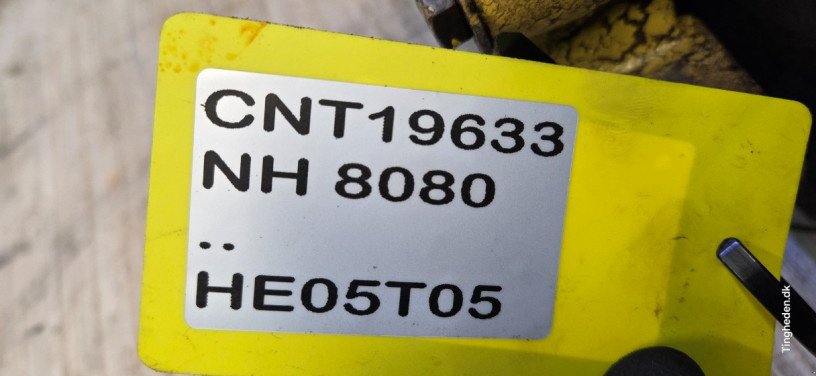 CNT19633
NH 8080
..
HE05T05
Tingheden.dk